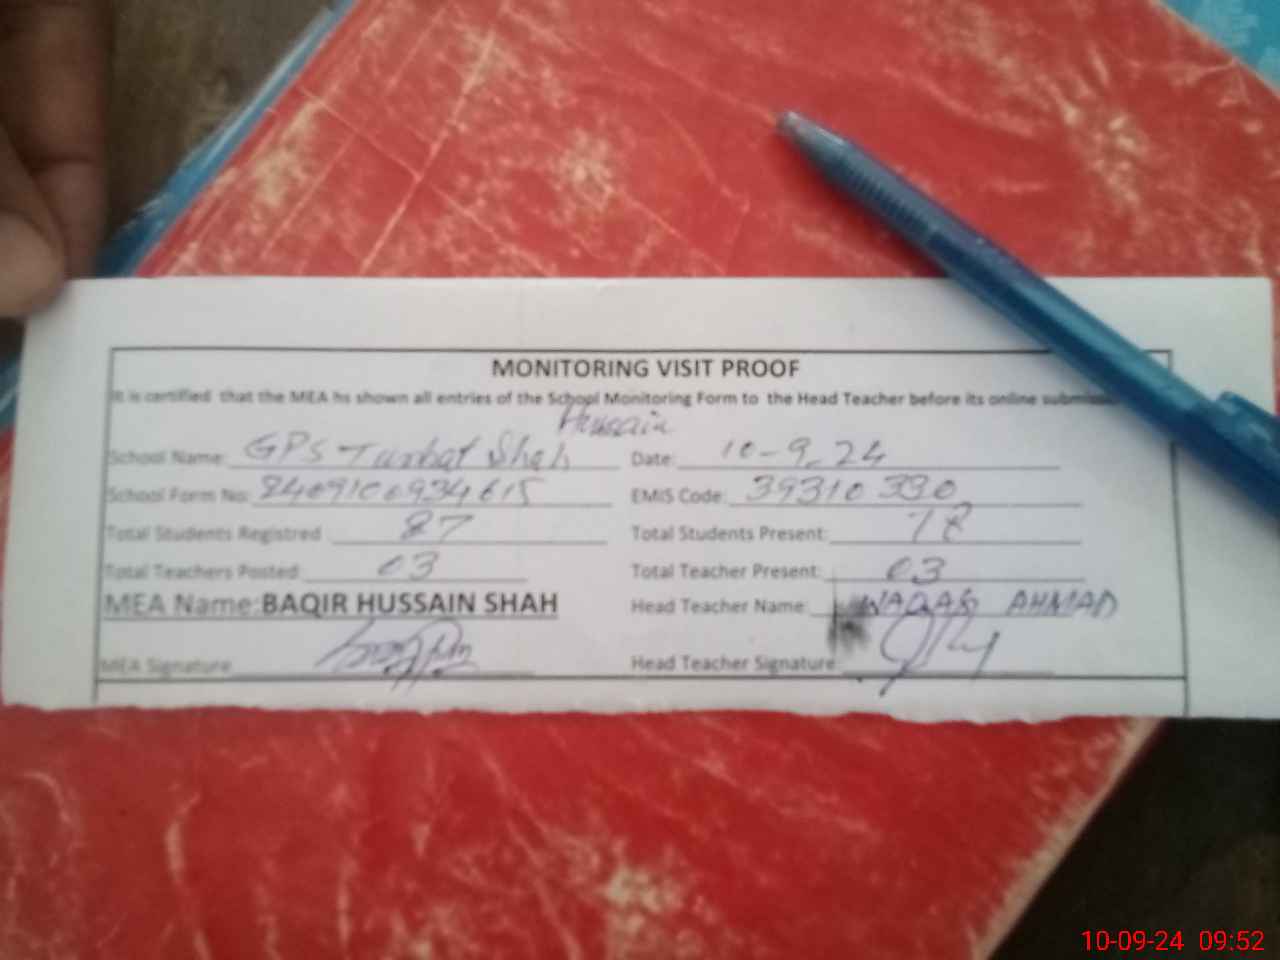 MONITORING VISIT PROOF
It is certified that the MEA hs shown all entries of the School Monitoring Form to the Head Teacher before its online
Hussain
School Name: GPS Turbat Shah Date: 10-9-24
School Form No: 2409100934615 EMIS Code: 39310330
Total Students Registred 87 Total Students Present: 78
Total Teachers Posted 03 Total Teacher Present: 03
MEA Name:BAQIR HUSSAIN SHAH Head Teacher Name: WAQAR AHMAD
MEA Signature Head Teacher Signature:
10-09-24 09:52